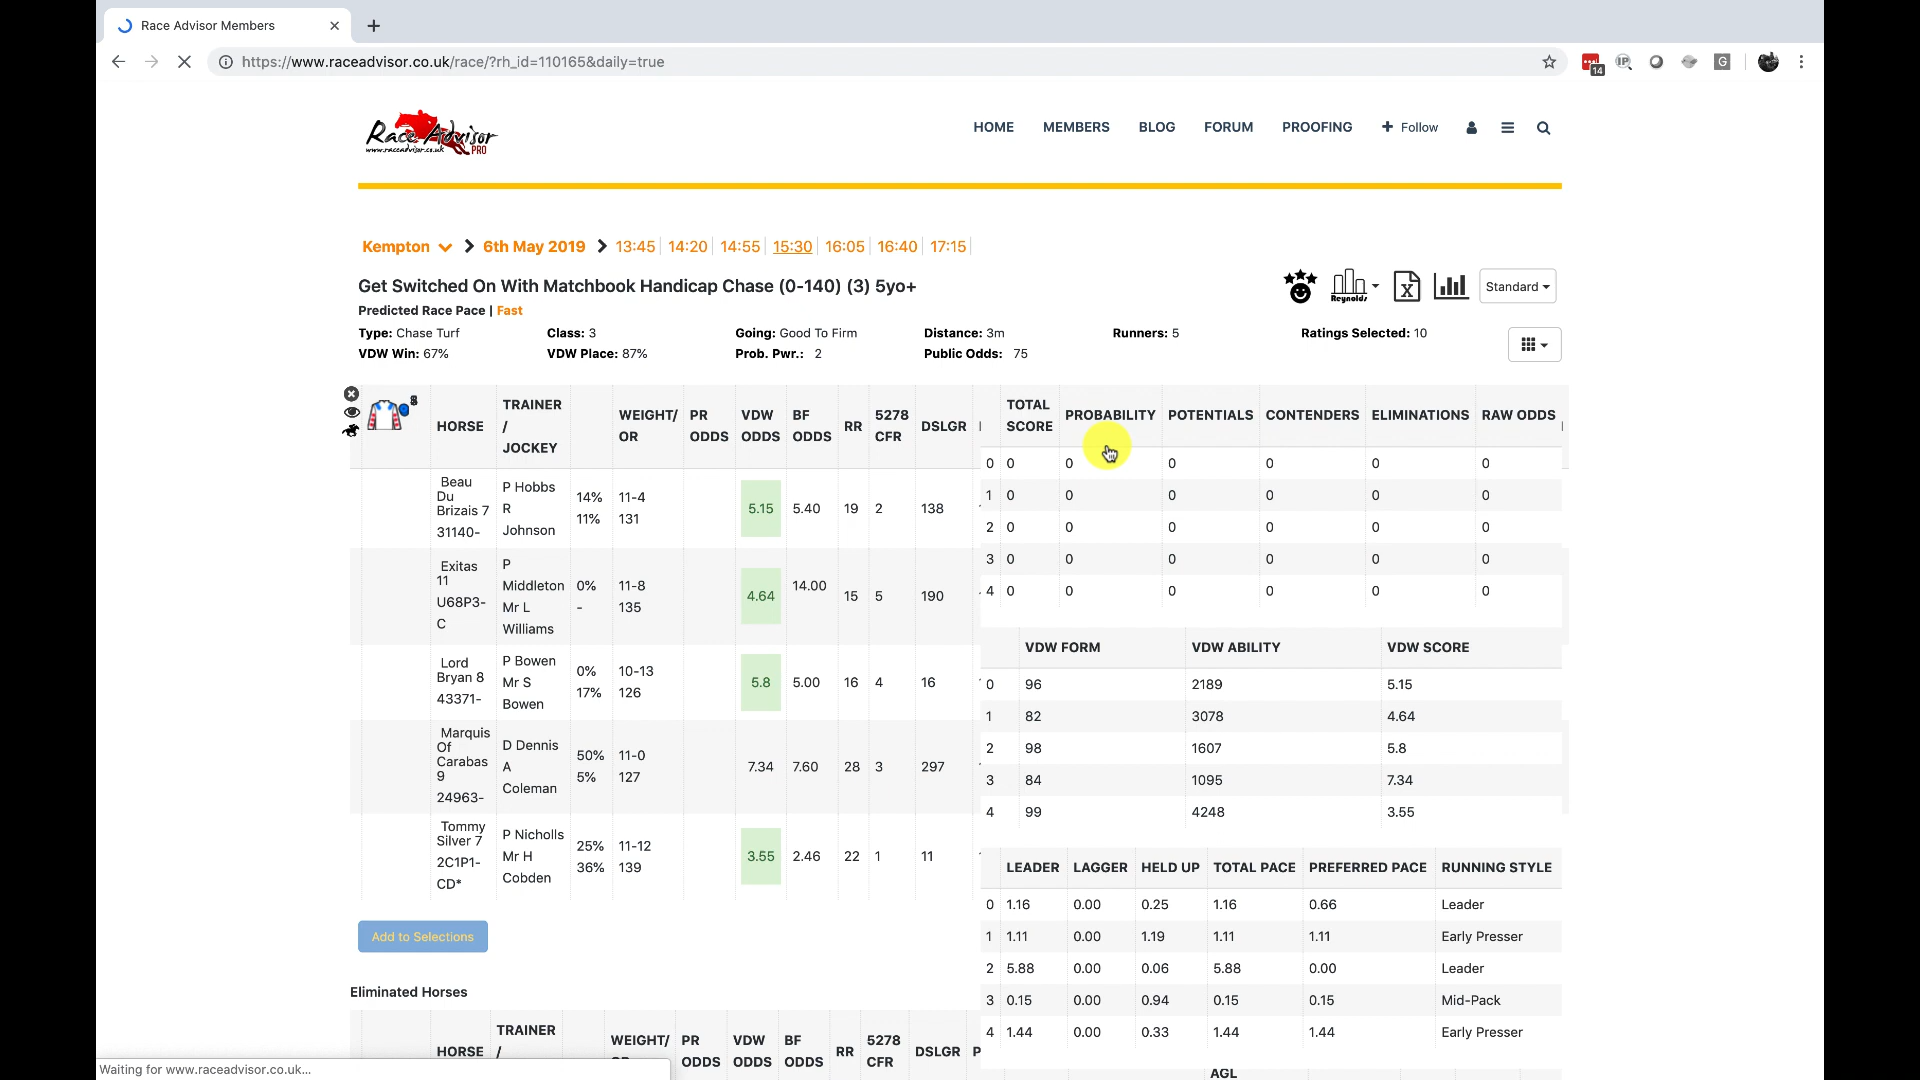 Race Advisor Members
https://www.raceadvisor.co.uk/race/?rh_id=110165&daily=true
14
IP
G
Race Advisor
www.raceadvisor.co.uk PRO
HOME MEMBERS BLOG FORUM PROOFING + Follow
Kempton 6th May 2019 13:45 14:20 14:55 15:30 16:05 16:40 17:15
Get Switched On With Matchbook Handicap Chase (0-140) (3) 5yo+
Reynolds
X
Standard
Predicted Race Pace | Fast
Type: Chase Turf Class: 3 Going: Good To Firm Distance: 3m Runners: 5 Ratings Selected: 10
VDW Win: 67% VDW Place: 87% Prob. Pwr.: 2 Public Odds: 75
HORSE TRAINER / JOCKEY WEIGHT/ OR PR ODDS VDW ODDS BF ODDS RR 5278 CFR DSLGR
Beau Du Brizais 7 31140- P Hobbs R Johnson 14% 11% 11-4 131 5.15 5.40 19 2 138
Exitas 11 U68P3- C P Middleton Mr L Williams 0% - 11-8 135 4.64 14.00 15 5 190
Lord Bryan 8 43371- P Bowen Mr S Bowen 0% 17% 10-13 126 5.8 5.00 16 4 16
Marquis Of Carabas 9 24963- D Dennis A Coleman 50% 5% 11-0 127 7.34 7.60 28 3 297
Tommy Silver 7 2C1P1- CD* P Nicholls Mr H Cobden 25% 36% 11-12 139 3.55 2.46 22 1 11
TOTAL SCORE PROBABILITY POTENTIALS CONTENDERS ELIMINATIONS RAW ODDS
0 0 0 0 0 0 0
1 0 0 0 0 0 0
2 0 0 0 0 0 0
3 0 0 0 0 0 0
4 0 0 0 0 0 0
VDW FORM VDW ABILITY VDW SCORE
0 96 2189 5.15
1 82 3078 4.64
2 98 1607 5.8
3 84 1095 7.34
4 99 4248 3.55
LEADER LAGGER HELD UP TOTAL PACE PREFERRED PACE RUNNING STYLE
0 1.16 0.00 0.25 1.16 0.66 Leader
1 1.11 0.00 1.19 1.11 1.11 Early Presser
2 5.88 0.00 0.06 5.88 0.00 Leader
3 0.15 0.00 0.94 0.15 0.15 Mid-Pack
4 1.44 0.00 0.33 1.44 1.44 Early Presser
AGL
Add to Selections
Eliminated Horses
HORSE TRAINER / WEIGHT/ PR ODDS VDW ODDS BF ODDS RR 5278 CFR DSLGR
Waiting for www.raceadvisor.co.uk...